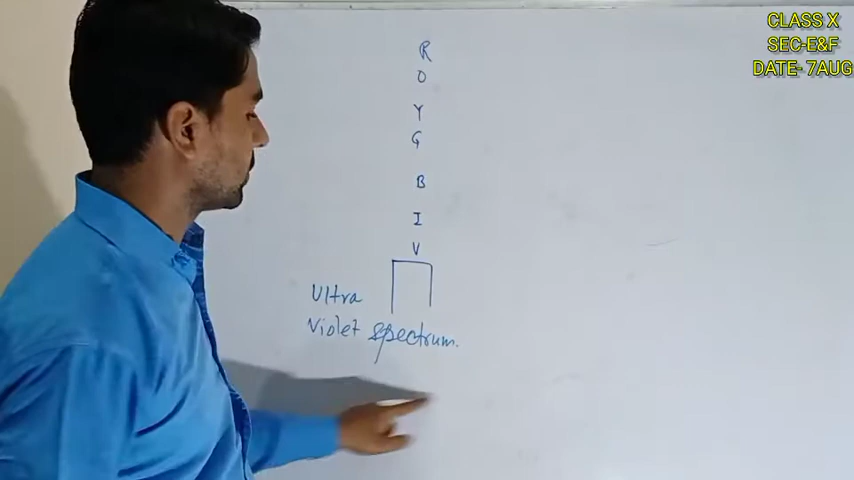 CLASS X
SEC-E&F
DATE- 7AUG
R
O
Y
G
B
I
V
Ultra
Violet spectrum.